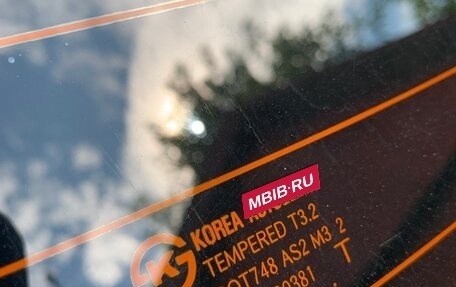 MBIB·RU
KOREA
TEMPERED T3.2
DOT748 AS2 M3 2
T